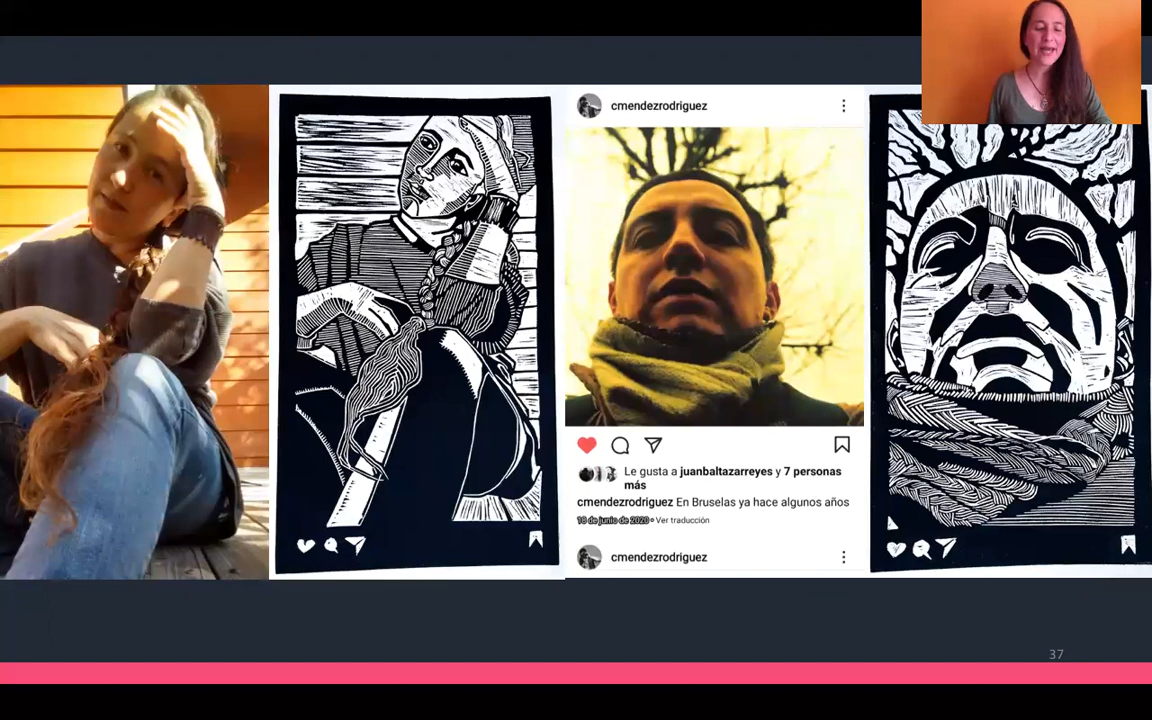 cmendezrodriguez
Le gusta a juanbaltazarreyes y 7 personas
más
cmendezrodriguez En Bruselas ya hace algunos años
18 de junio de 2020 • Ver traducción
cmendezrodriguez
37